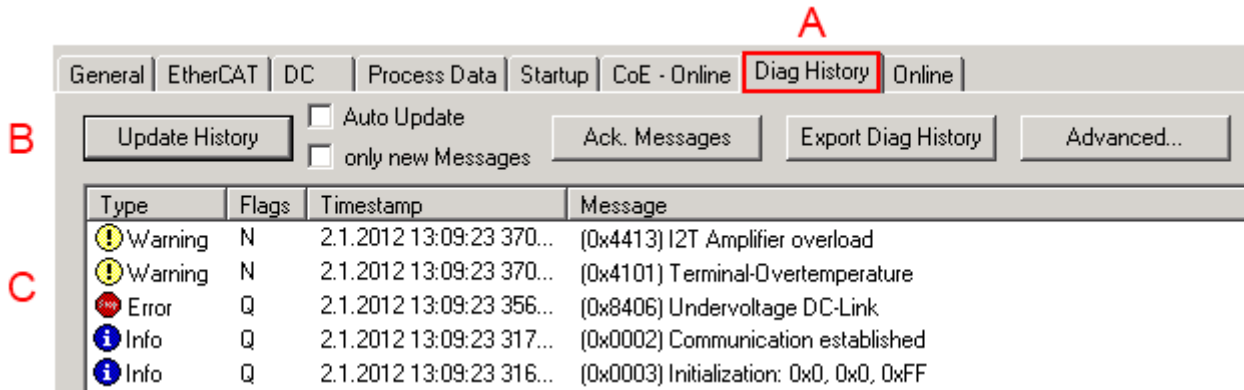 A
General EtherCAT DC Process Data Startup CoE - Online Diag History Online
B
Update History Auto Update Ack. Messages Export Diag History Advanced...
only new Messages
Type Flags Timestamp Message
Warning N 2.1.2012 13:09:23 370... (0x4413) I2T Amplifier overload
Warning N 2.1.2012 13:09:23 370... (0x4101) Terminal-Overtemperature
C
Error Q 2.1.2012 13:09:23 356... (0x8406) Undervoltage DC-Link
Info Q 2.1.2012 13:09:23 317... (0x0002) Communication established
Info Q 2.1.2012 13:09:23 316... (0x0003) Initialization: 0x0, 0x0, 0xFF